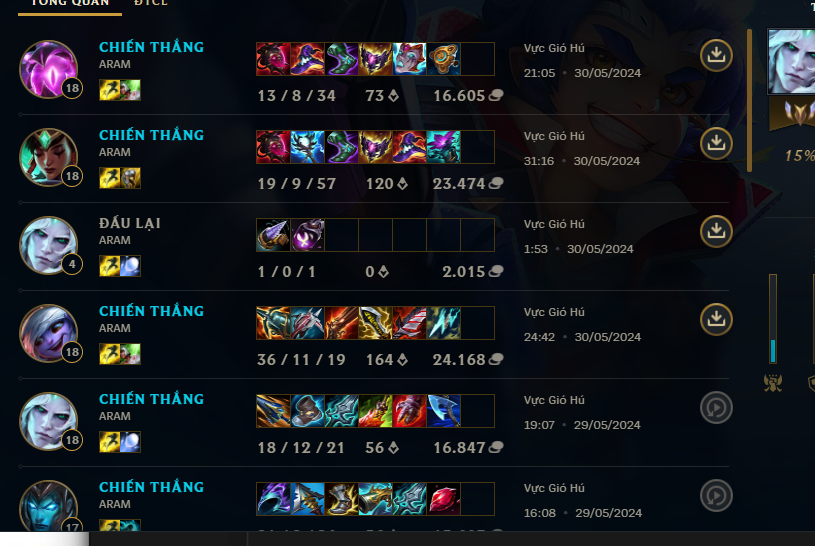 TỔNG QUAN ĐTCL
CHIẾN THẮNG
ARAM
18
13 / 8 / 34 73 16.605
Vực Gió Hú
21:05 • 30/05/2024
CHIẾN THẮNG
ARAM
18
19 / 9 / 57 120 23.474
Vực Gió Hú
31:16 • 30/05/2024
15%
ĐẤU LẠI
ARAM
4
1 / 0 / 1 0 2.015
Vực Gió Hú
1:53 • 30/05/2024
CHIẾN THẮNG
ARAM
18
36 / 11 / 19 164 24.168
Vực Gió Hú
24:42 • 30/05/2024
CHIẾN THẮNG
ARAM
18
18 / 12 / 21 56 16.847
Vực Gió Hú
19:07 • 29/05/2024
CHIẾN THẮNG
ARAM
17
Vực Gió Hú
16:08 • 29/05/2024